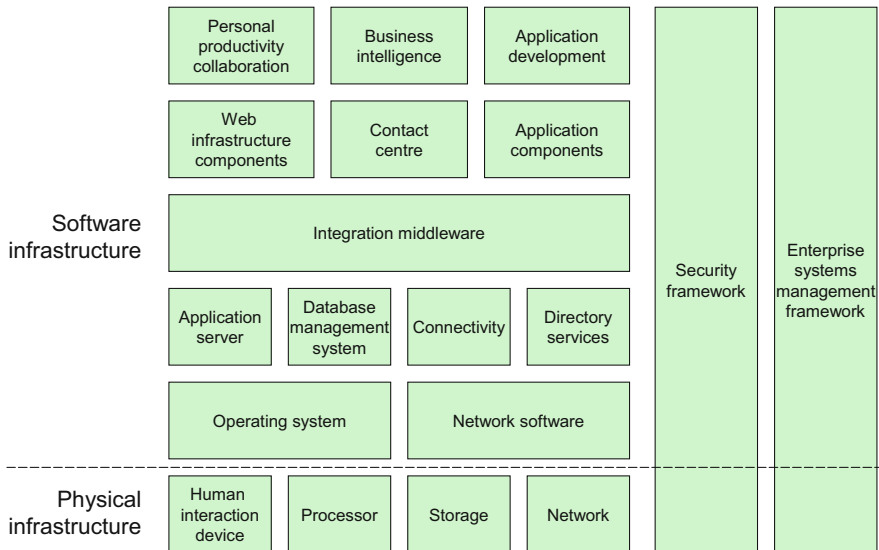 Personal
productivity
collaboration
Business
intelligence
Application
development
Web
infrastructure
components
Contact
centre
Application
components
Software
infrastructure
Integration middleware
Security
framework
Enterprise
systems
management
framework
Application
server
Database
management
system
Connectivity
Directory
services
Operating system
Network software
Physical
infrastructure
Human
interaction
device
Processor
Storage
Network